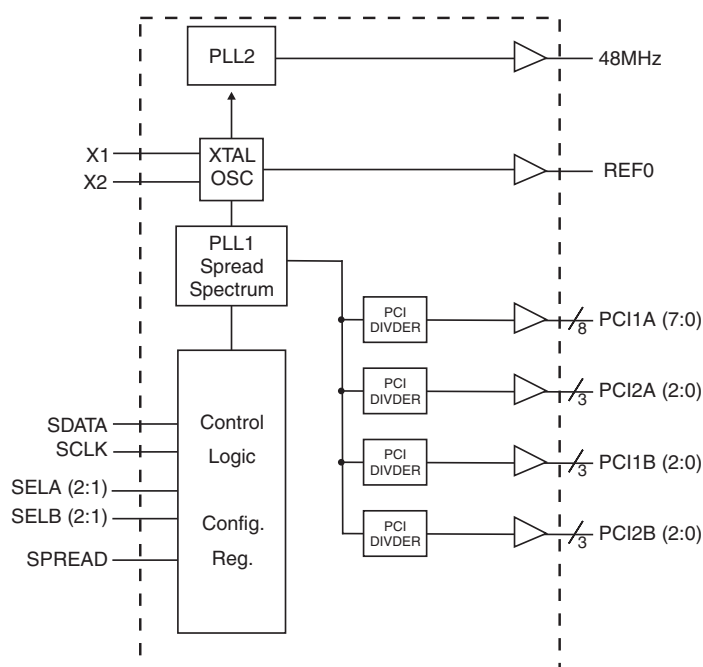 PLL2
48MHz
X1
X2
XTAL
OSC
REF0
PLL1
Spread
Spectrum
PCI
DIVDER
8
PCI1A (7:0)
PCI
DIVDER
3
PCI2A (2:0)
PCI
DIVDER
3
PCI1B (2:0)
PCI
DIVDER
3
PCI2B (2:0)
SDATA
SCLK
SELA (2:1)
SELB (2:1)
SPREAD
Control
Logic
Config.
Reg.